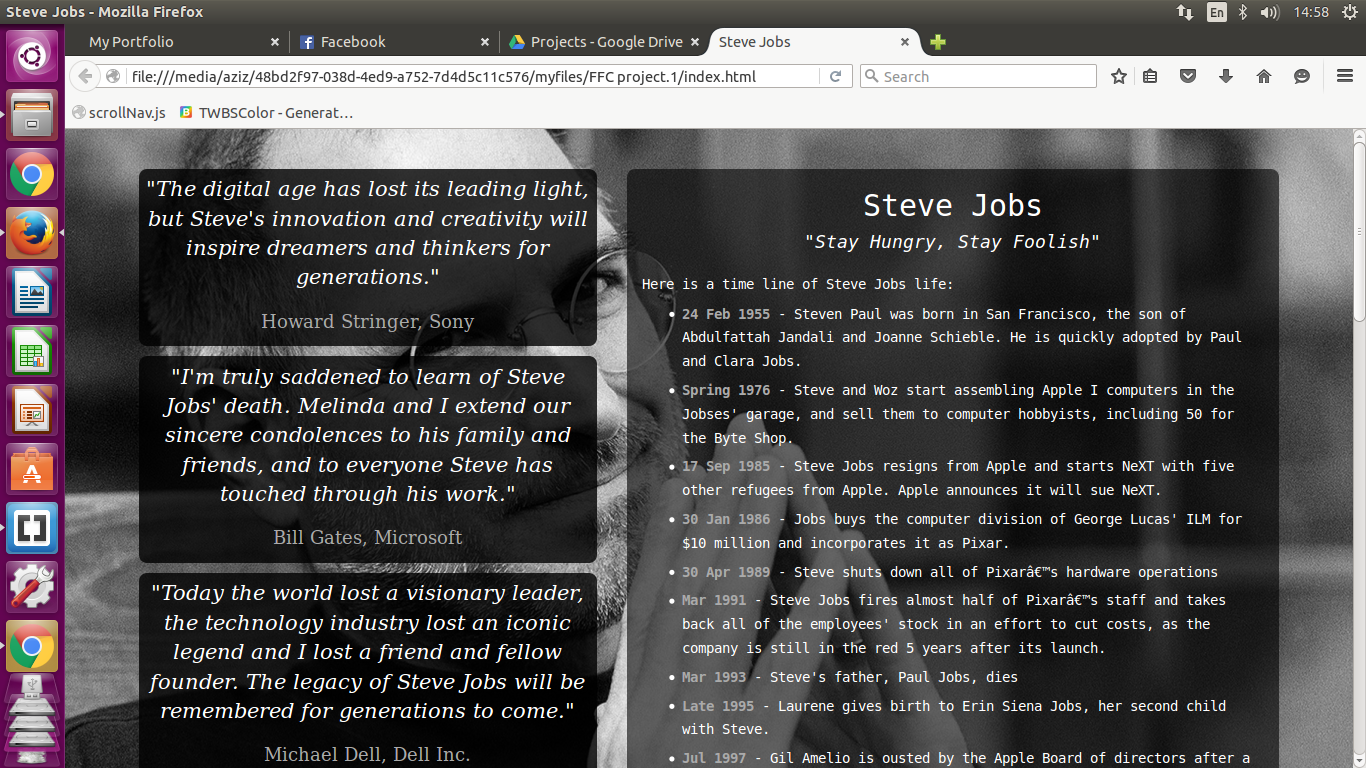 Steve Jobs - Mozilla Firefox
En
14:58
My Portfolio
Facebook
Projects - Google Drive
Steve Jobs
file:///media/aziz/48bd2f97-038d-4ed9-a752-7d4d5c11c576/myfiles/FFC project.1/index.html
Search
scrollNav.js
TWBSColor - Generat...
"The digital age has lost its leading light,
but Steve's innovation and creativity will
inspire dreamers and thinkers for
generations."
Howard Stringer, Sony
"I'm truly saddened to learn of Steve
Jobs' death. Melinda and I extend our
sincere condolences to his family and
friends, and to everyone Steve has
touched through his work."
Bill Gates, Microsoft
"Today the world lost a visionary leader,
the technology industry lost an iconic
legend and I lost a friend and fellow
founder. The legacy of Steve Jobs will be
remembered for generations to come."
Michael Dell, Dell Inc.
Steve Jobs
"Stay Hungry, Stay Foolish"
Here is a time line of Steve Jobs life:
• 24 Feb 1955 - Steven Paul was born in San Francisco, the son of
Abdulfattah Jandali and Joanne Schieble. He is quickly adopted by Paul
and Clara Jobs.
• Spring 1976 - Steve and Woz start assembling Apple I computers in the
Jobses' garage, and sell them to computer hobbyists, including 50 for
the Byte Shop.
• 17 Sep 1985 - Steve Jobs resigns from Apple and starts NeXT with five
other refugees from Apple. Apple announces it will sue NeXT.
• 30 Jan 1986 - Jobs buys the computer division of George Lucas' ILM for
$10 million and incorporates it as Pixar.
• 30 Apr 1989 - Steve shuts down all of Pixarâ€™s hardware operations
• Mar 1991 - Steve Jobs fires almost half of Pixarâ€™s staff and takes
back all of the employees' stock in an effort to cut costs, as the
company is still in the red 5 years after its launch.
• Mar 1993 - Steve's father, Paul Jobs, dies
• Late 1995 - Laurene gives birth to Erin Siena Jobs, her second child
with Steve.
• Jul 1997 - Gil Amelio is ousted by the Apple Board of directors after a